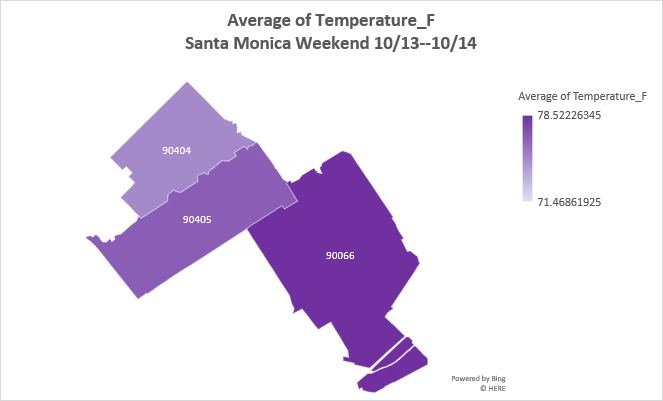 Average of Temperature_F
Santa Monica Weekend 10/13--10/14
Average of Temperature_F
78.52226345
71.46861925
90404
90405
90066
Powered by Bing
© HERE